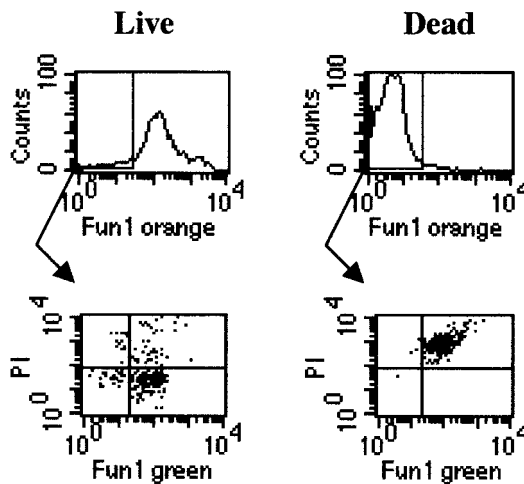 Live Dead
100 100
Counts Counts
0 0
10^0 10^4 10^0 10^4
Fun1 orange Fun1 orange
10^4 10^4
PI PI
10^0 10^0
10^0 10^4 10^0 10^4
Fun1 green Fun1 green